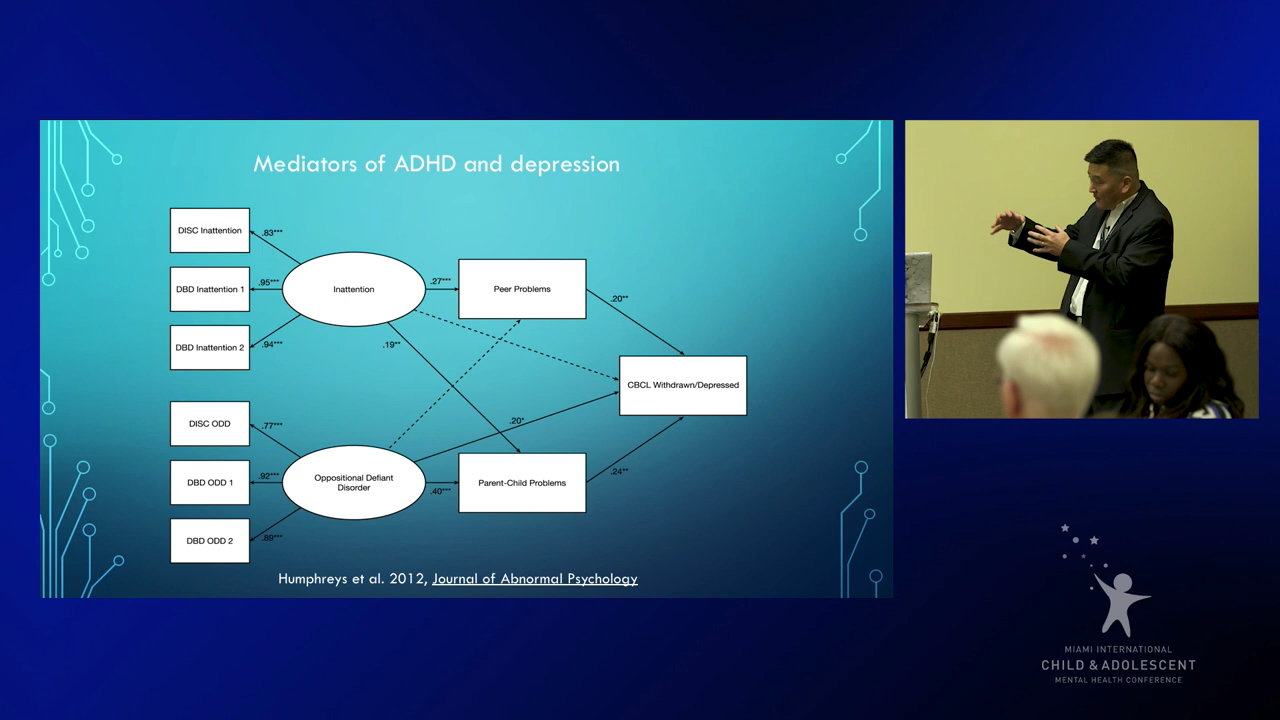 Mediators of ADHD and depression
DISC Inattention
.83***
DBD Inattention 1
.95***
Inattention
.27***
Peer Problems
.20**
DBD Inattention 2
.94***
.19**
CBCL Withdrawn/Depressed
DISC ODD
.77***
.20*
DBD ODD 1
.92***
Oppositional Defiant
Disorder
.40***
Parent-Child Problems
.24**
DBD ODD 2
.89***
Humphreys et al. 2012, Journal of Abnormal Psychology
MIAMI INTERNATIONAL
CHILD & ADOLESCENT
MENTAL HEALTH CONFERENCE